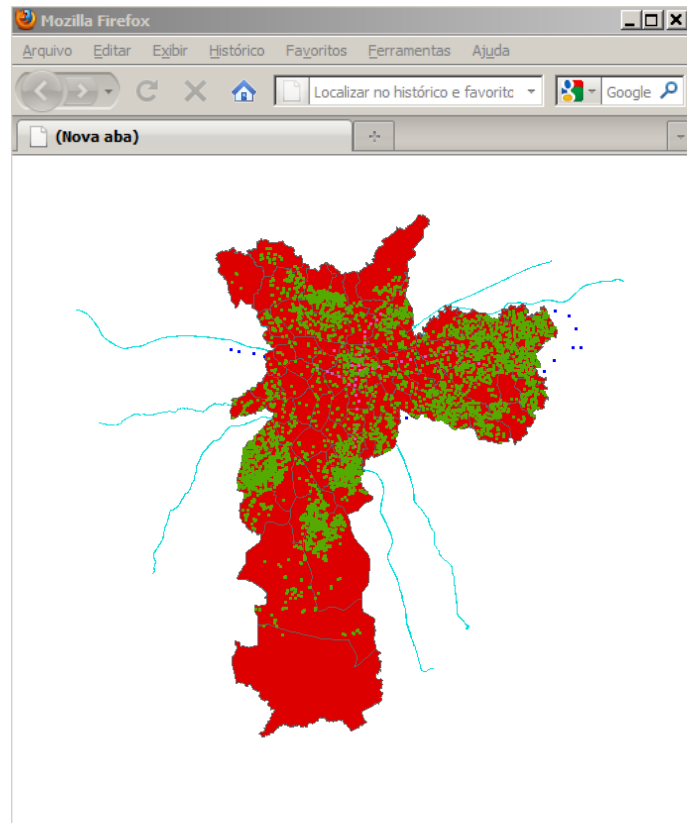 Mozilla Firefox
Arquivo Editar Exibir Histórico Favoritos Ferramentas Ajuda
Localizar no histórico e favorito Google
(Nova aba)